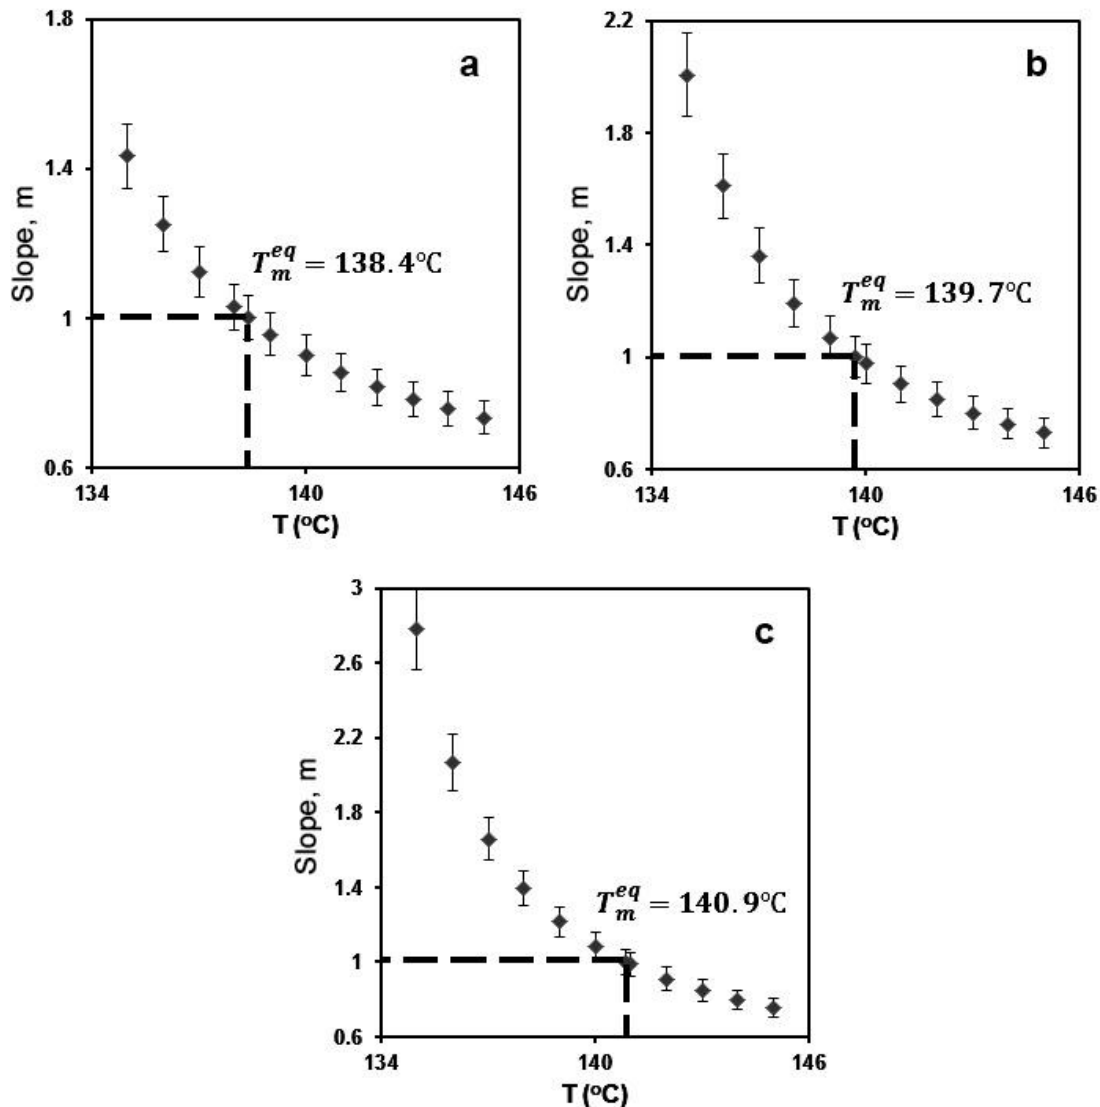 1.8
a
1.4
Slope, m
T_m^eq = 138.4°C
1
0.6
134
140
146
T (°C)
2.2
b
1.8
1.4
Slope, m
T_m^eq = 139.7°C
1
0.6
134
140
146
T (°C)
3
c
2.6
2.2
1.8
Slope, m
1.4
T_m^eq = 140.9°C
1
0.6
134
140
146
T (°C)